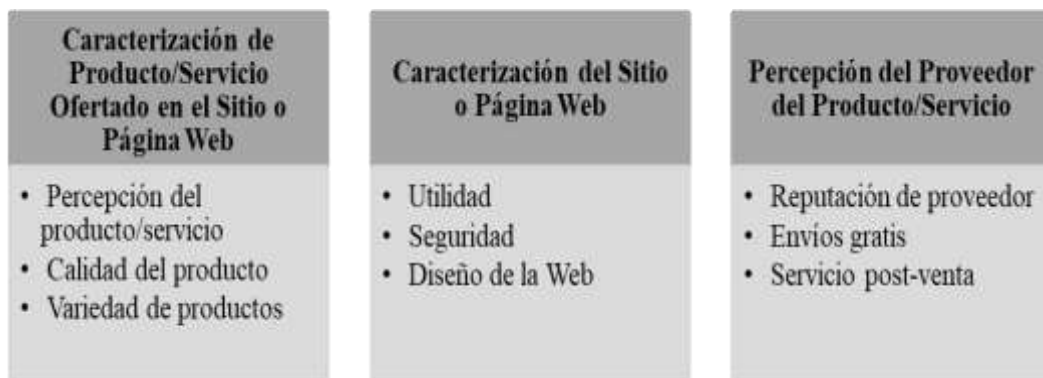 Caracterización de
Producto/Servicio
Ofertado en el Sitio o
Página Web
• Percepción del
producto/servicio
• Calidad del producto
• Variedad de productos
Caracterización del Sitio
o Página Web
• Utilidad
• Seguridad
• Diseño de la Web
Percepción del Proveedor
del Producto/Servicio
• Reputación de proveedor
• Envíos gratis
• Servicio post-venta